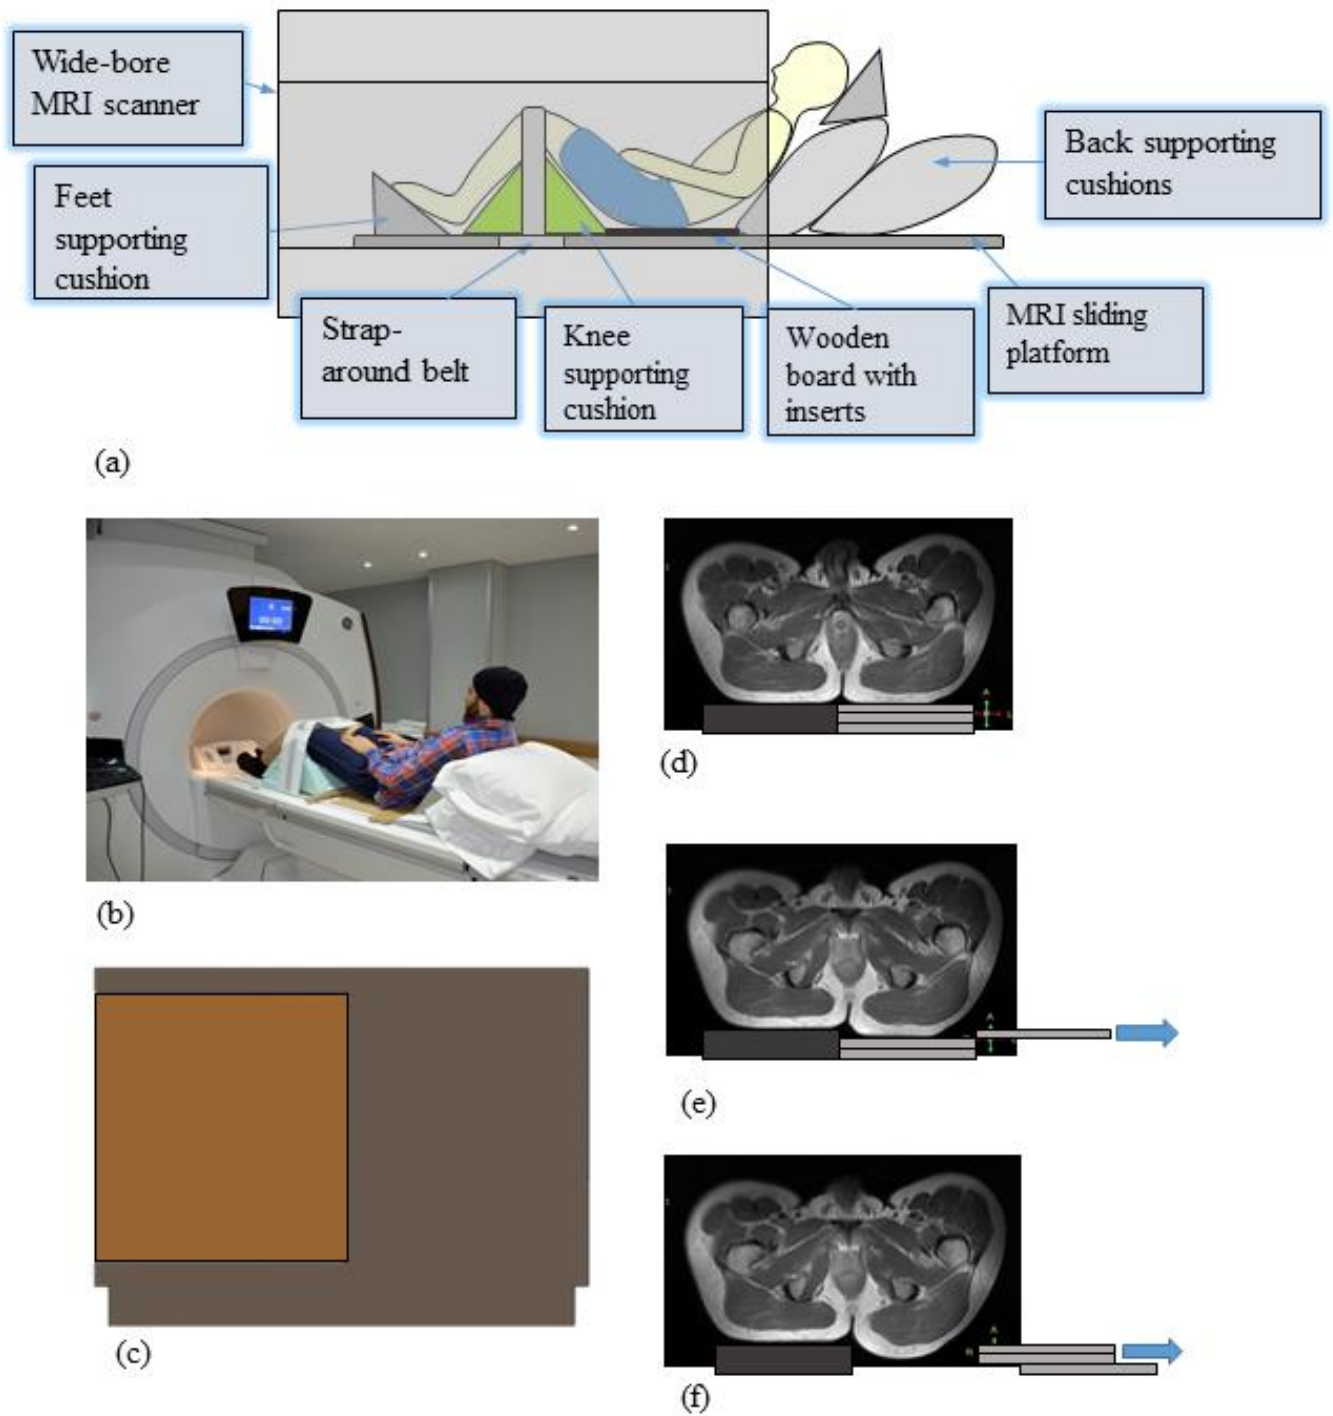 Wide-bore
MRI scanner
Feet
supporting
cushion
Back supporting
cushions
Strap-
around belt
Knee
supporting
cushion
Wooden
board with
inserts
MRI sliding
platform
(a)
(b)
(c)
(d)
A
L
(e)
A
(f)
A
R